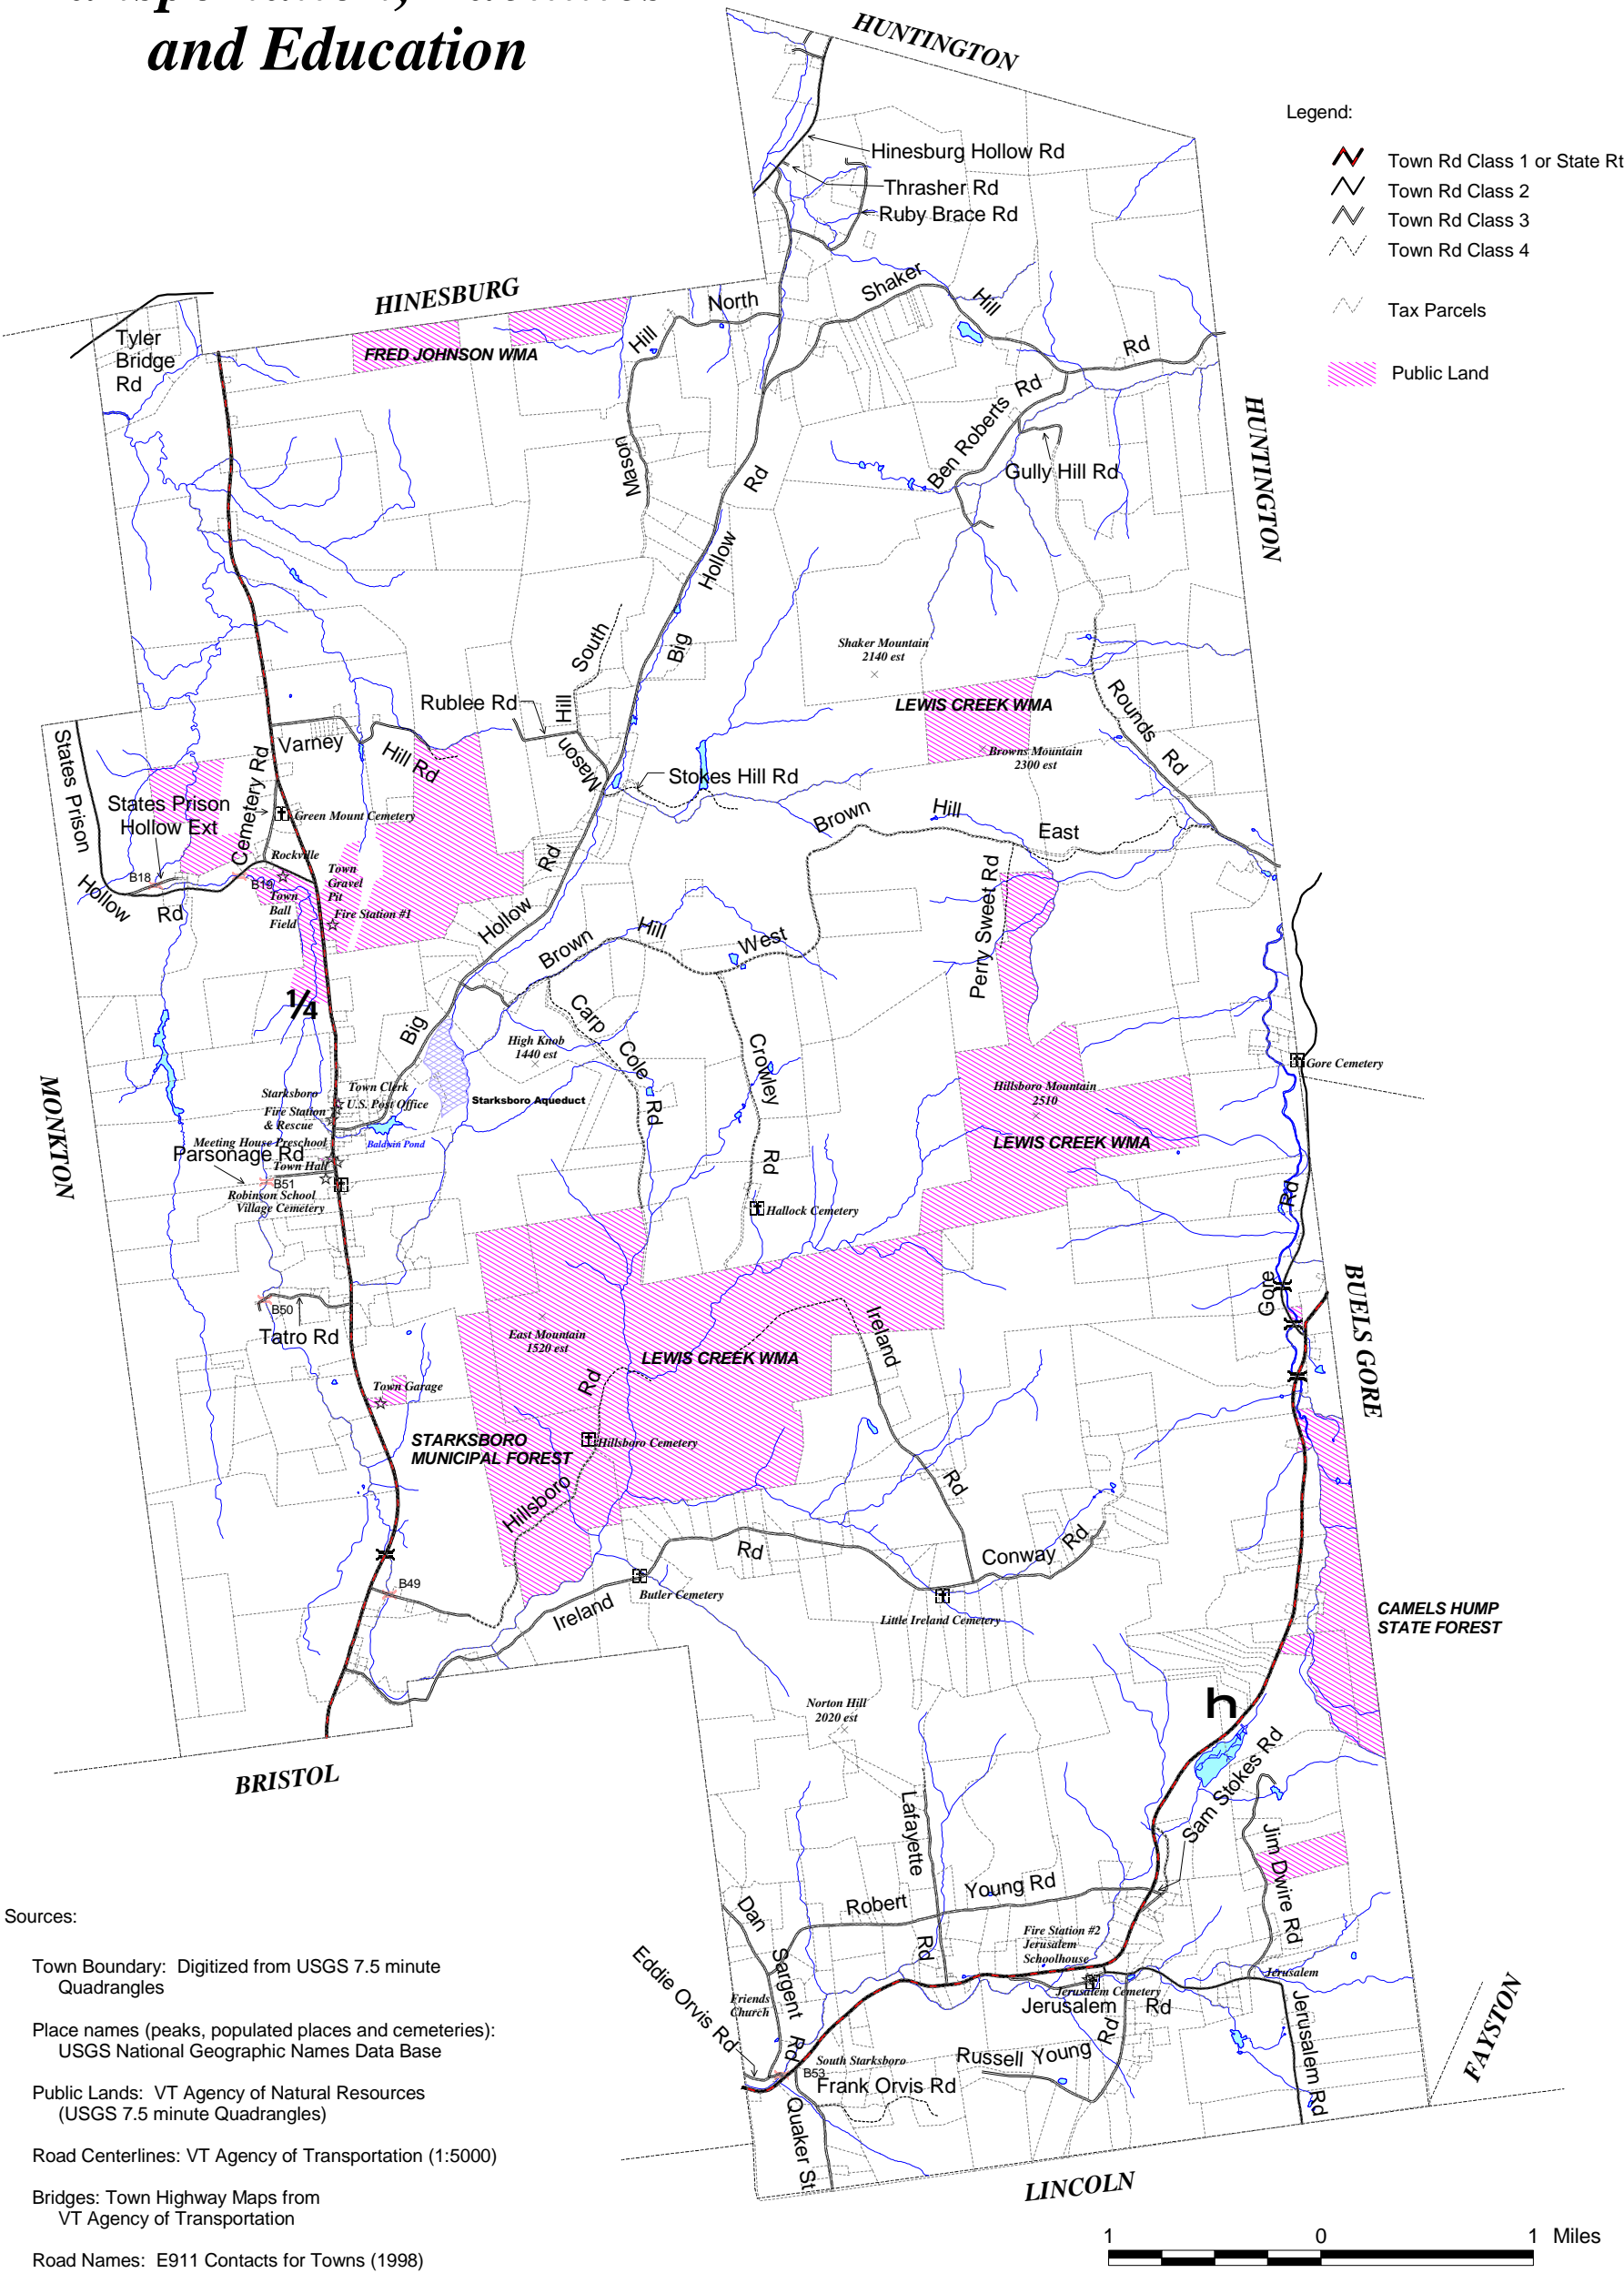 and Education
HUNTINGTON
Legend:
Town Rd Class 1 or State Rt
Town Rd Class 2
Town Rd Class 3
Town Rd Class 4
Tax Parcels
Public Land
Hinesburg Hollow Rd
Thrasher Rd
Ruby Brace Rd
HINESBURG
Tyler
Bridge
Rd
FRED JOHNSON WMA
Hill
North
Shaker
Hill
Rd
Mason
Ben Roberts Rd
Gully Hill Rd
HUNTINGTON
Rd
Hollow
Big
South
Hill
Mason
Rublee Rd
Shaker Mountain
2140 est
LEWIS CREEK WMA
Browns Mountain
2300 est
Rounds
Rd
States Prison
Hollow
Rd
Varney
Hill Rd
Cemetery Rd
States Prison
Hollow Ext
Green Mount Cemetery
Stokes Hill Rd
Brown
Hill
East
Rockville
B18
B19
Town
Ball
Field
Town
Gravel
Pit
Fire Station #1
Rd
Hollow
Big
Brown
Hill
West
Perry Sweet Rd
1/4
Carp
Cole
Rd
High Knob
1440 est
Crowley
Rd
Starksboro
Fire Station
& Rescue
Town Clerk
U.S. Post Office
Starksboro Aqueduct
Baldwin Pond
Meeting House Preschool
Parsonage Rd
Town Hall
B51
Robinson School
Village Cemetery
MONKTON
Hillsboro Mountain
2510
LEWIS CREEK WMA
Gore Cemetery
Hallock Cemetery
Rd
Gore
BUELS GORE
B50
Tatro Rd
East Mountain
1520 est
LEWIS CREEK WMA
Ireland
Rd
Town Garage
STARKSBORO
MUNICIPAL FOREST
Rd
Hillsboro Cemetery
Hillsboro
B49
Rd
Ireland
Butler Cemetery
Conway Rd
Little Ireland Cemetery
CAMELS HUMP
STATE FOREST
Norton Hill
2020 est
h
BRISTOL
Sam Stokes Rd
Lafayette
Rd
Jim Dwire Rd
Robert
Young Rd
Dan
Sargent
Rd
Eddie Orvis Rd
Friends
Church
Fire Station #2
Jerusalem
Schoolhouse
Jerusalem Cemetery
Jerusalem
Rd
Jerusalem
Jerusalem Rd
South Starksboro
B53
Russell Young
Rd
Frank Orvis Rd
Quaker St
FAYSTON
LINCOLN
Sources:
Town Boundary: Digitized from USGS 7.5 minute
Quadrangles
Place names (peaks, populated places and cemeteries):
USGS National Geographic Names Data Base
Public Lands: VT Agency of Natural Resources
(USGS 7.5 minute Quadrangles)
Road Centerlines: VT Agency of Transportation (1:5000)
Bridges: Town Highway Maps from
VT Agency of Transportation
Road Names: E911 Contacts for Towns (1998)
1 0 1 Miles